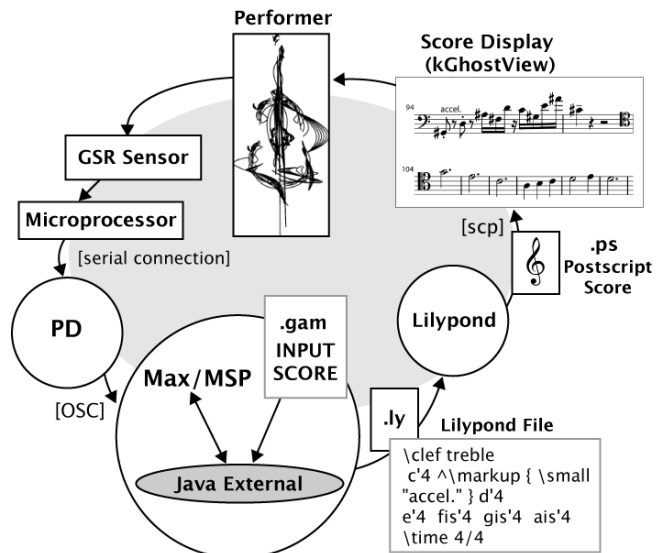 Performer
Score Display
(kGhostView)
94
accel.
104
GSR Sensor
Microprocessor
[serial connection]
[scp]
.ps
Postscript
Score
PD
Lilypond
.gam
INPUT
SCORE
Max/MSP
[OSC]
Java External
.ly
Lilypond File
\clef treble
c'4 ^\markup { \small
"accel." } d'4
e'4 fis'4 gis'4 ais'4
\time 4/4